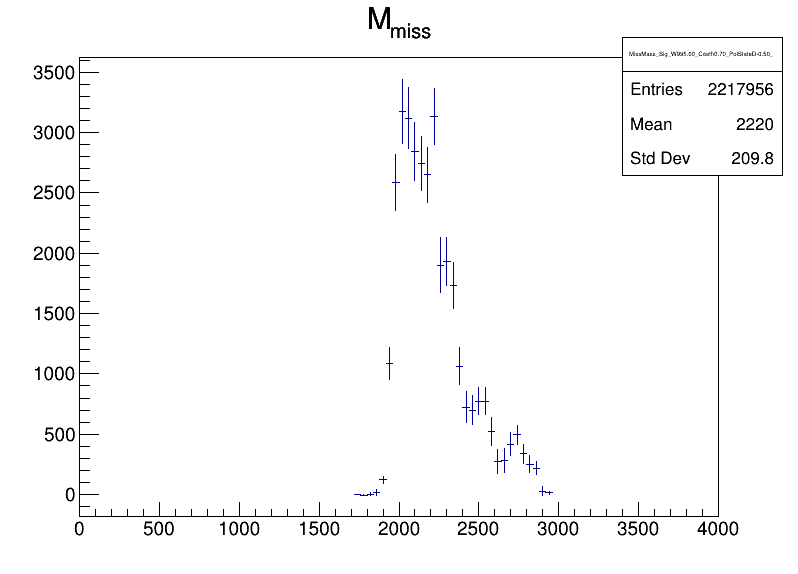 M_miss
MissMass_Sig_W995.00_Costh0.70_PolStateD-0.50_
Entries 2217956
Mean 2220
Std Dev 209.8
3500
3000
2500
2000
1500
1000
500
0
0 500 1000 1500 2000 2500 3000 3500 4000